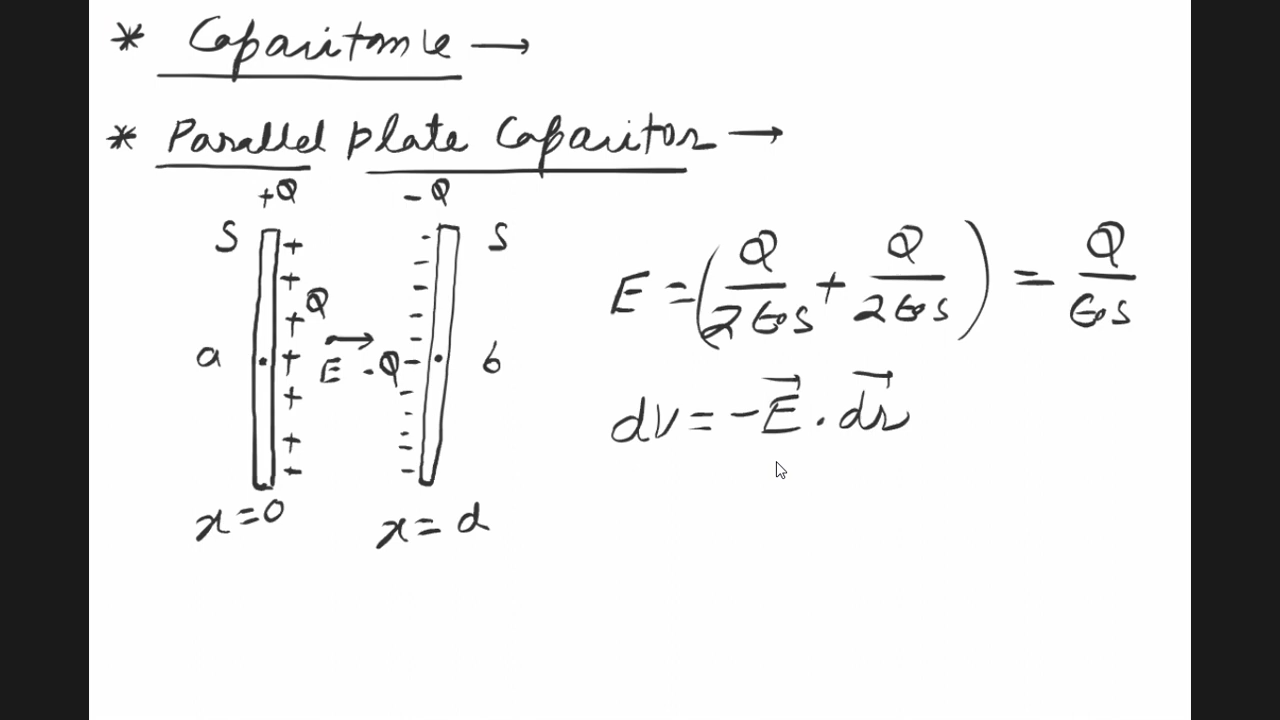 * Capacitance →
* Parallel plate Capacitor →
+Q -Q
S S
E = (Q/2ε₀S + Q/2ε₀S) = Q/ε₀S
Q
a E -Q b
dV = -E⃗ . dr⃗
x=0 x=d